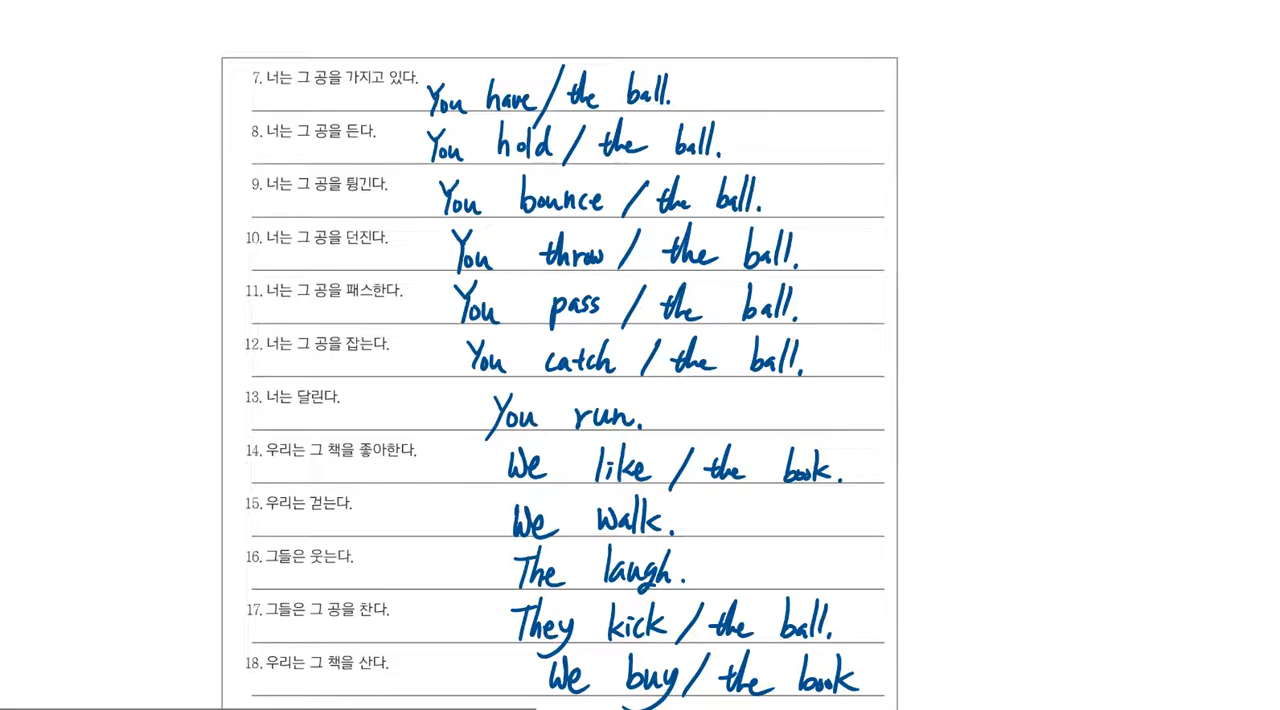 7. 너는 그 공을 가지고 있다. You have / the ball.
8. 너는 그 공을 든다. You hold / the ball.
9. 너는 그 공을 튕긴다. You bounce / the ball.
10. 너는 그 공을 던진다. You throw / the ball.
11. 너는 그 공을 패스한다. You pass / the ball.
12. 너는 그 공을 잡는다. You catch / the ball.
13. 너는 달린다. You run.
14. 우리는 그 책을 좋아한다. We like / the book.
15. 우리는 걷는다. We walk.
16. 그들은 웃는다. The laugh.
17. 그들은 그 공을 찬다. They kick / the ball.
18. 우리는 그 책을 산다. We buy / the book